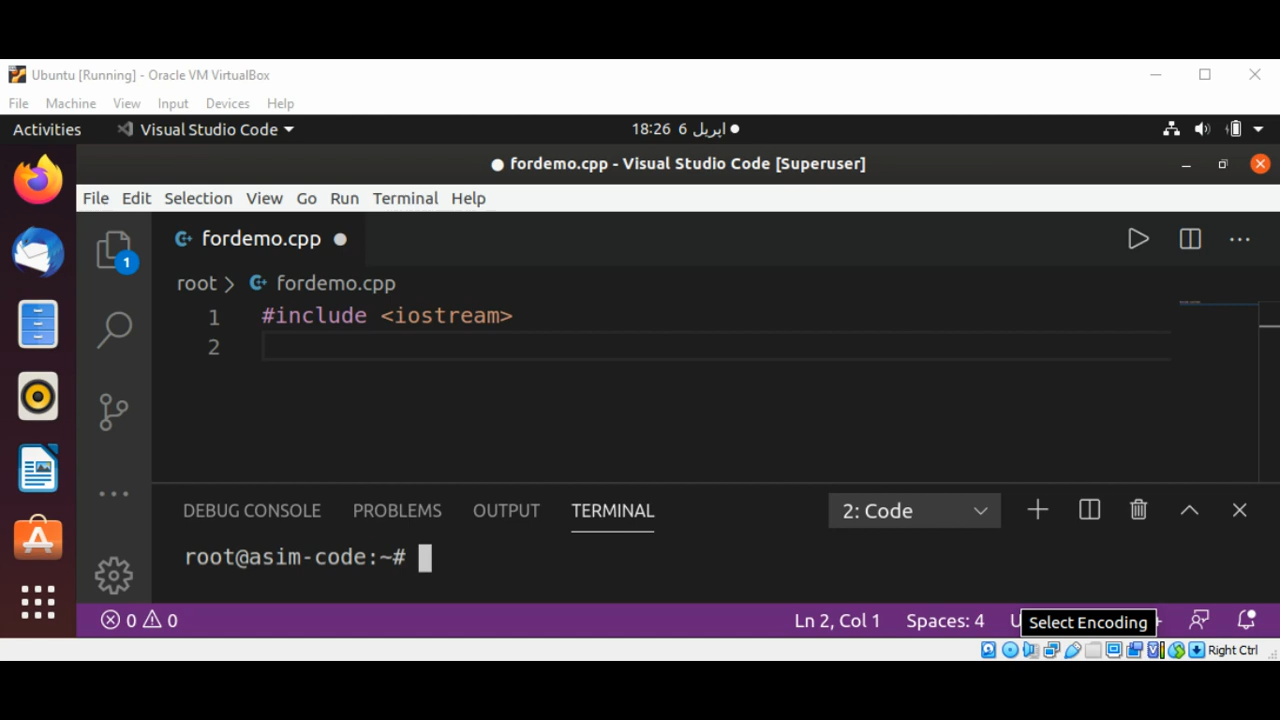 Ubuntu [Running] - Oracle VM VirtualBox
File Machine View Input Devices Help
Activities Visual Studio Code 18:26 6 اپریل
fordemo.cpp - Visual Studio Code [Superuser]
File Edit Selection View Go Run Terminal Help
fordemo.cpp
1
root > fordemo.cpp
1 #include <iostream>
2
DEBUG CONSOLE PROBLEMS OUTPUT TERMINAL 2: Code
root@asim-code:~#
0 0 Ln 2, Col 1 Spaces: 4 U Select Encoding
Right Ctrl